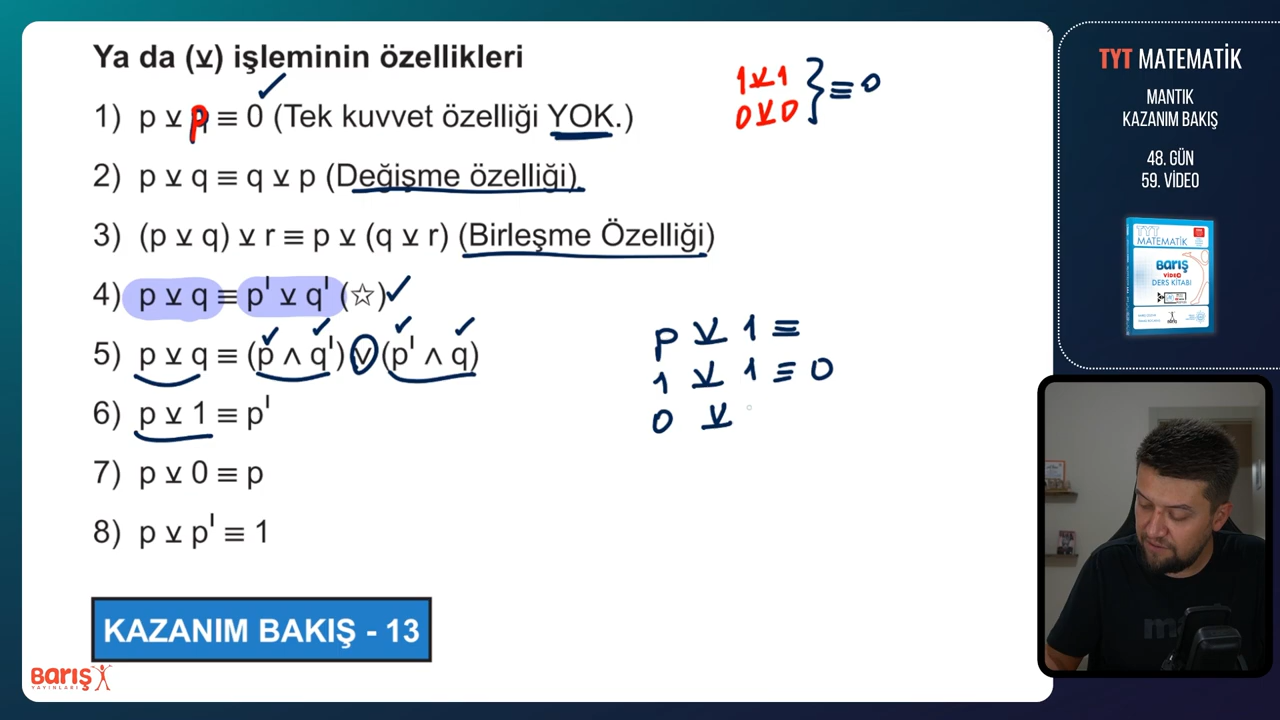 Ya da (⊻) işleminin özellikleri
1) p ⊻ p ≡ 0 (Tek kuvvet özelliği YOK.)
2) p ⊻ q ≡ q ⊻ p (Değişme özelliği)
3) (p ⊻ q) ⊻ r ≡ p ⊻ (q ⊻ r) (Birleşme Özelliği)
4) p ⊻ q ≡ p' ⊻ q' (☆)
5) p ⊻ q ≡ (p ∧ q') ∨ (p' ∧ q)
6) p ⊻ 1 ≡ p'
7) p ⊻ 0 ≡ p
8) p ⊻ p' ≡ 1
KAZANIM BAKIŞ - 13
BARIŞ
YAYINLARI
1 ⊻ 1
0 ⊻ 0
} ≡ 0
p ⊻ 1 ≡
1 ⊻ 1 ≡ 0
0 ⊻
TYT MATEMATİK
MANTIK
KAZANIM BAKIŞ
48. GÜN
59. VİDEO
TYT
MATEMATİK
BARIŞ
VİDEO
DERS KİTABI